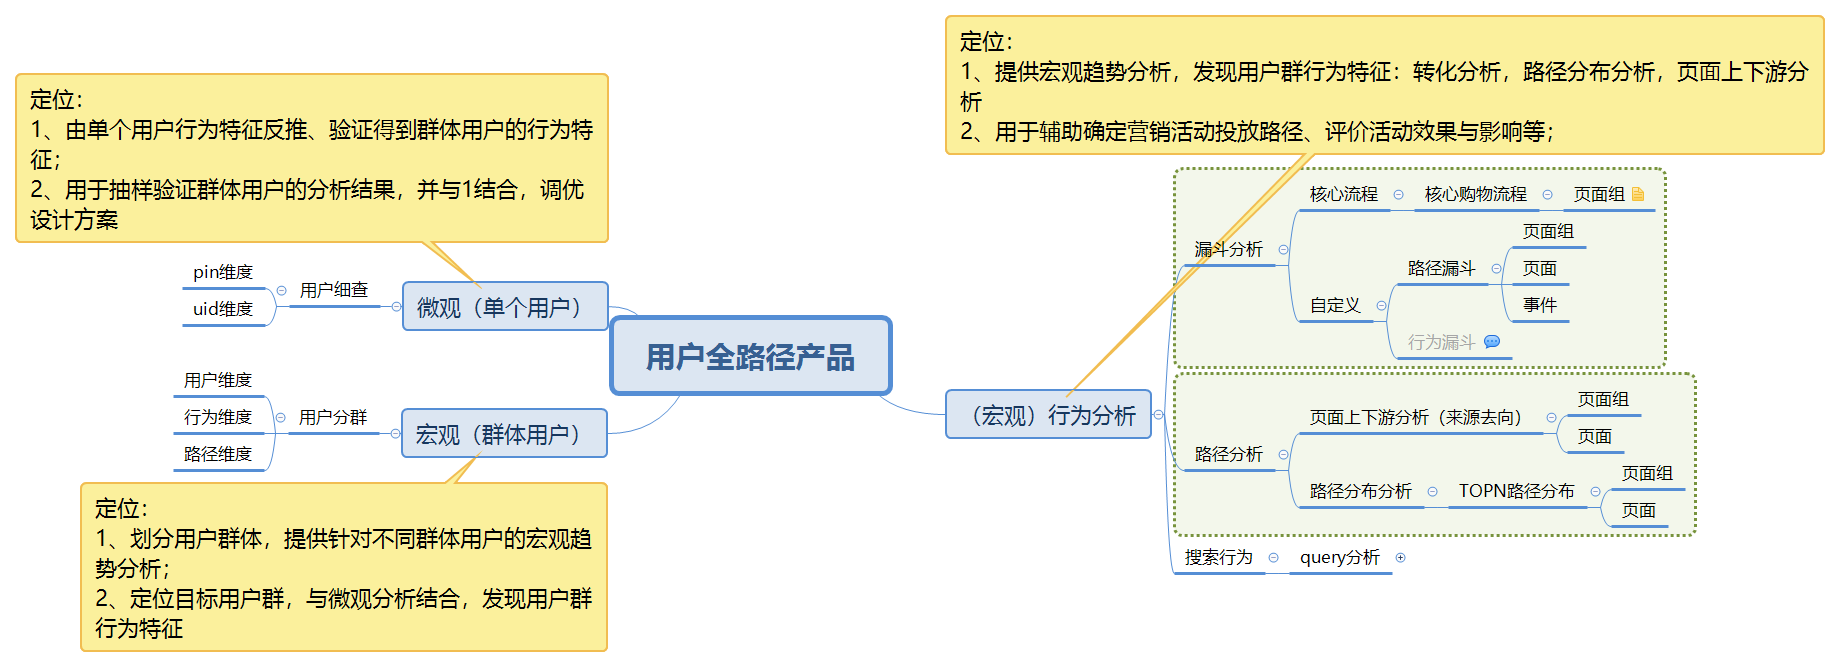 定位：
1、由单个用户行为特征反推、验证得到群体用户的行为特
征；
2、用于抽样验证群体用户的分析结果，并与1结合，调优
设计方案
pin维度
uid维度
用户细查
微观（单个用户）
用户全路径产品
用户维度
行为维度
路径维度
用户分群
宏观（群体用户）
定位：
1、划分用户群体，提供针对不同群体用户的宏观趋
势分析；
2、定位目标用户群，与微观分析结合，发现用户群
行为特征
定位：
1、提供宏观趋势分析，发现用户群行为特征：转化分析，路径分布分析，页面上下游分
析
2、用于辅助确定营销活动投放路径、评价活动效果与影响等；
（宏观）行为分析
漏斗分析
核心流程
核心购物流程
页面组
自定义
路径漏斗
页面组
页面
事件
行为漏斗
路径分析
页面上下游分析（来源去向）
页面组
页面
路径分布分析
TOPN路径分布
页面组
页面
搜索行为
query分析